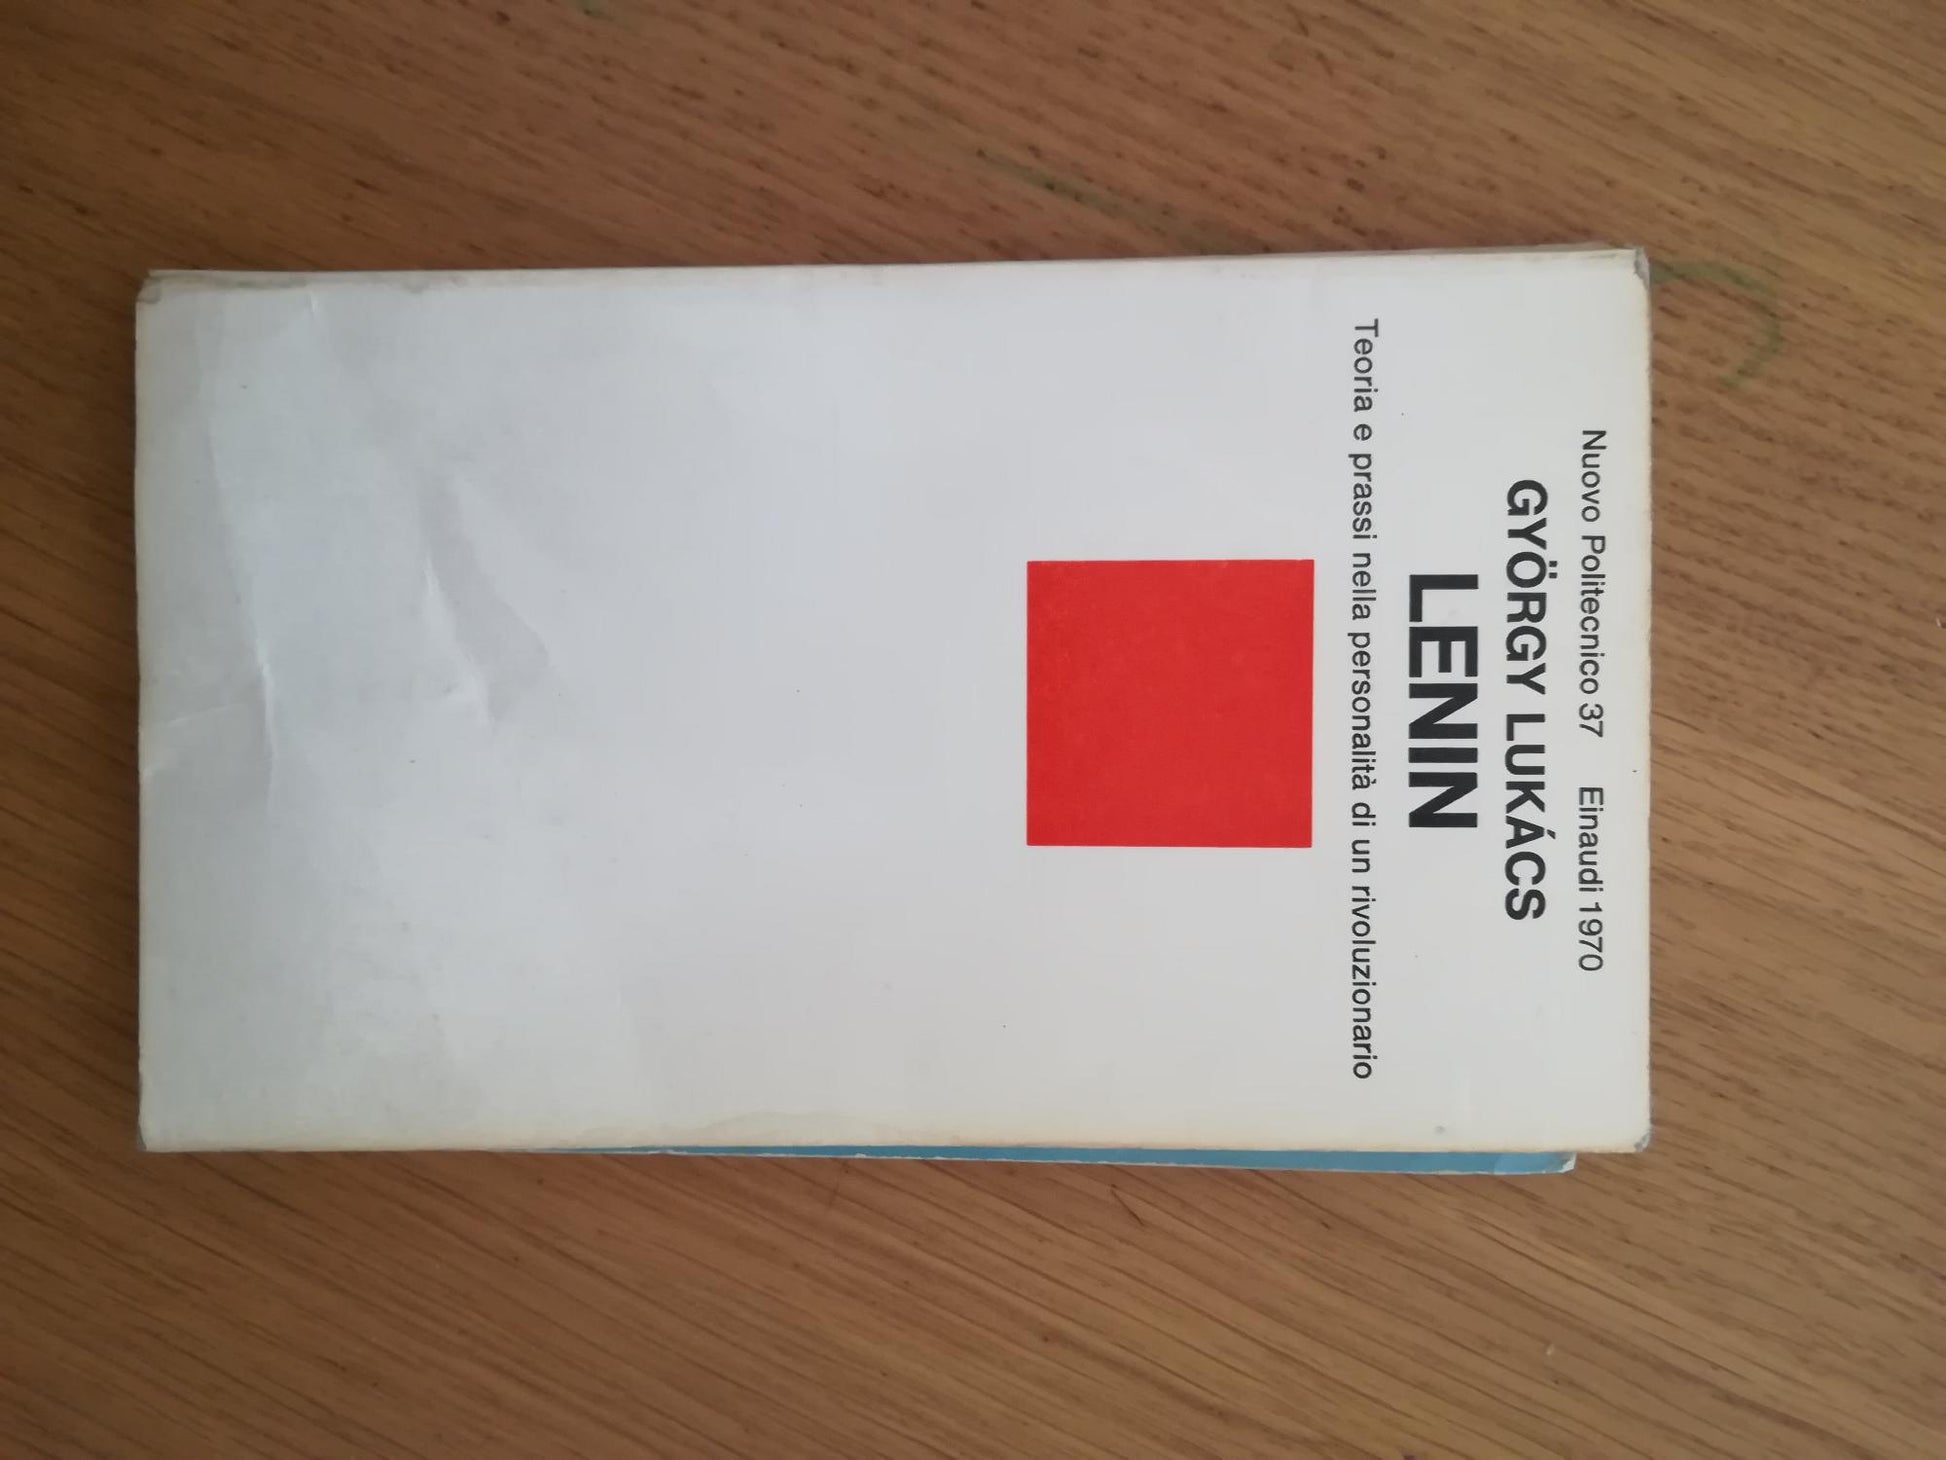 Nuovo Politecnico 37 Einaudi 1970
GYÖRGY LUKÁCS
LENIN
Teoria e prassi nella personalità di un rivoluzionario